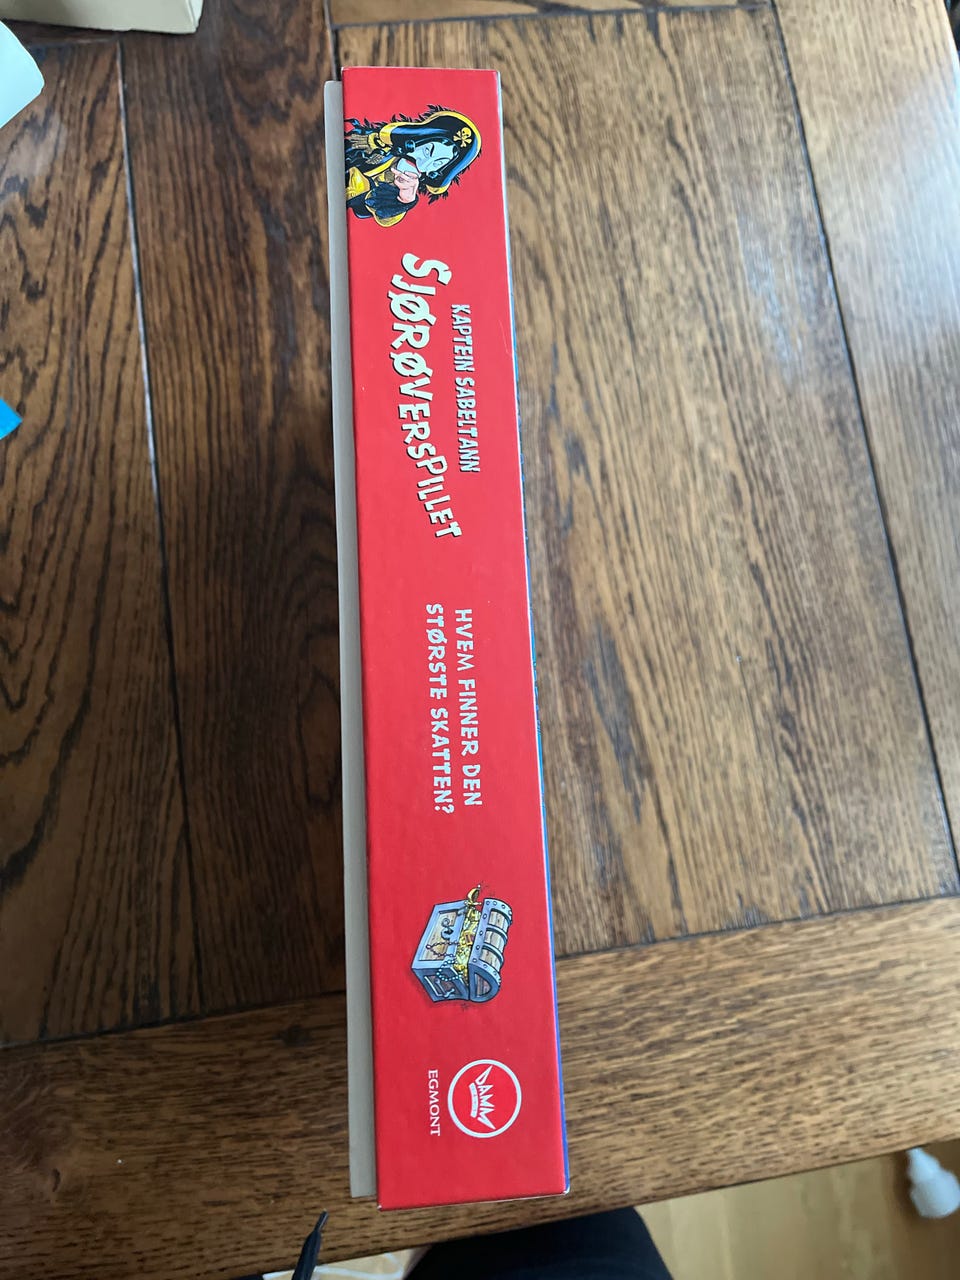 KAPTEIN SABELTANN
SJØRØVERSPILLET
HVEM FINNER DEN
STØRSTE SKATTEN?
DAMM
EGMONT